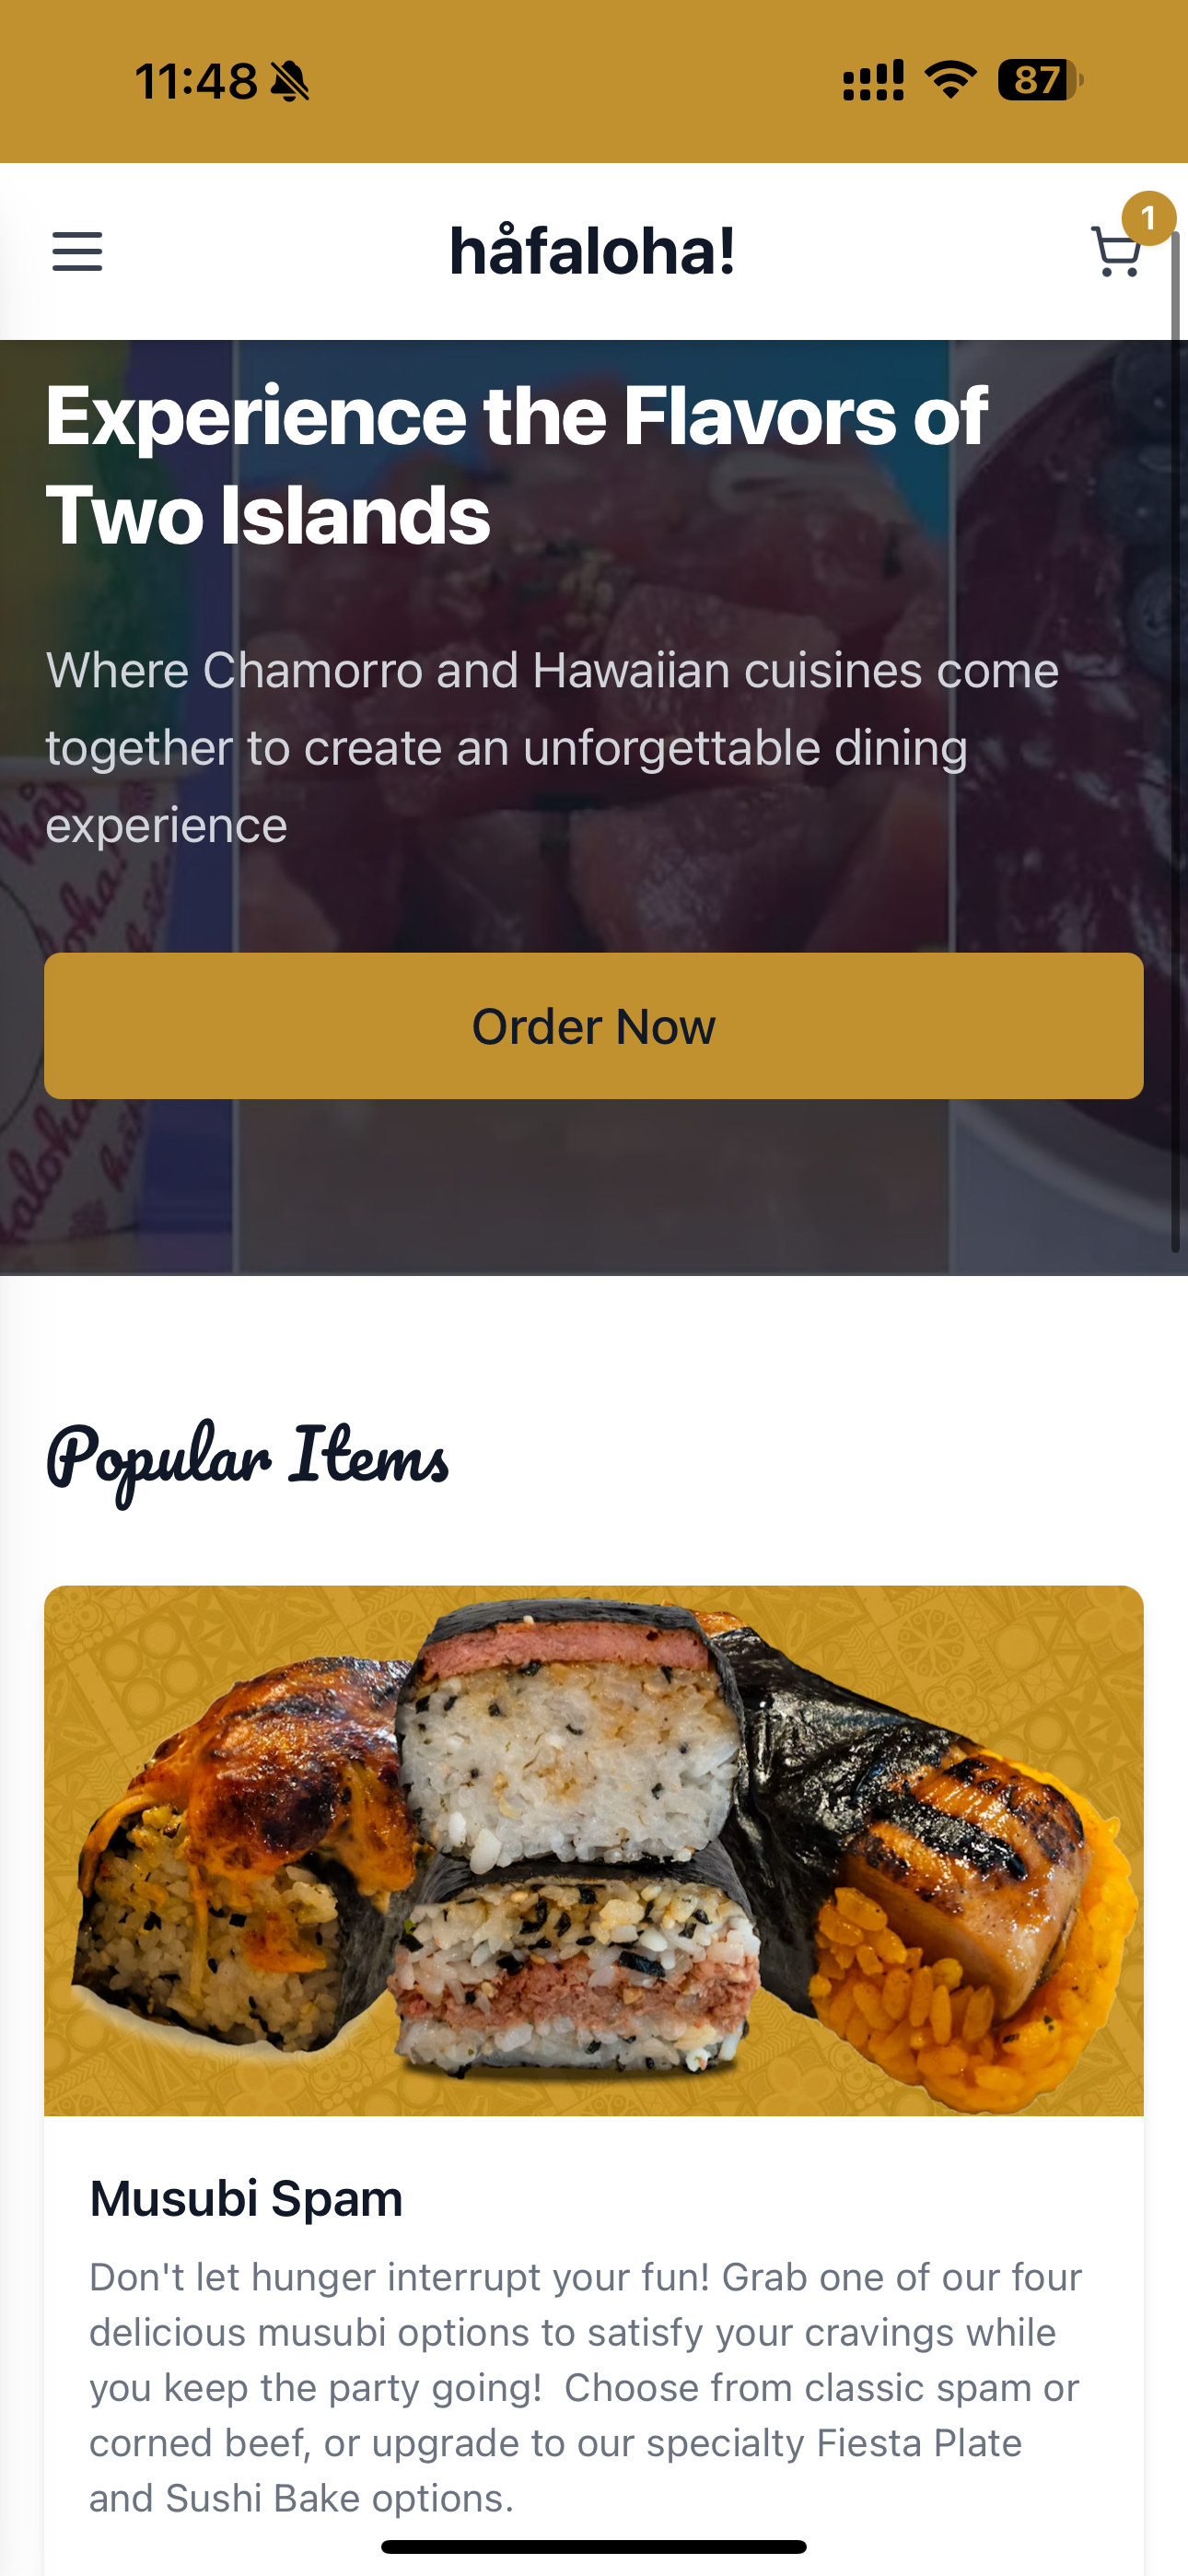 11:48
87
håfaloha!
1
Experience the Flavors of
Two Islands
Where Chamorro and Hawaiian cuisines come
together to create an unforgettable dining
experience
Order Now
Popular Items
Musubi Spam
Don't let hunger interrupt your fun! Grab one of our four
delicious musubi options to satisfy your cravings while
you keep the party going!  Choose from classic spam or
corned beef, or upgrade to our specialty Fiesta Plate
and Sushi Bake options.